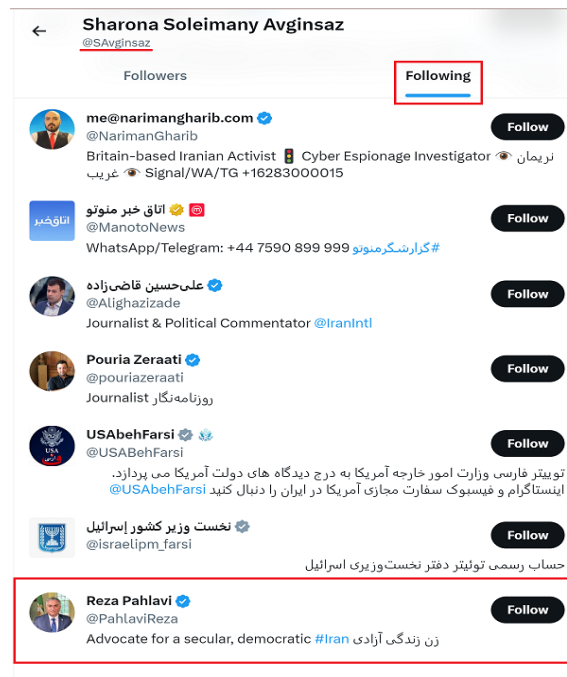 Sharona Soleimany Avginsaz
@SAvginsaz
Followers
Following
me@narimangharib.com
Follow
@NarimanGharib
Britain-based Iranian Activist 🚦 Cyber Espionage Investigator 👁 نریمان
غریب 👁 Signal/WA/TG +16283000015
اتاق‌خبر
اتاق خبر منوتو
Follow
@ManotoNews
WhatsApp/Telegram: +44 7590 899 999 #گزارشگرمنوتو
علی‌حسین قاضی‌زاده
Follow
@Alighazizade
Journalist & Political Commentator @IranIntl
Pouria Zeraati
Follow
@pouriazeraati
Journalist روزنامه‌نگار
USA
USABehFarsi
Follow
@USABehFarsi
توییتر فارسی وزارت امور خارجه آمریکا به درج دیدگاه های دولت آمریکا می پردازد.
اینستاگرام و فیسبوک سفارت مجازی آمریکا در ایران را دنبال کنید @USAbehFarsi
نخست وزیر کشور إسرائيل
Follow
@israelipm_farsi
حساب رسمی توئیتر دفتر نخست‌وزیری اسرائیل
Reza Pahlavi
Follow
@PahlaviReza
Advocate for a secular, democratic #Iran زن زندگی آزادی